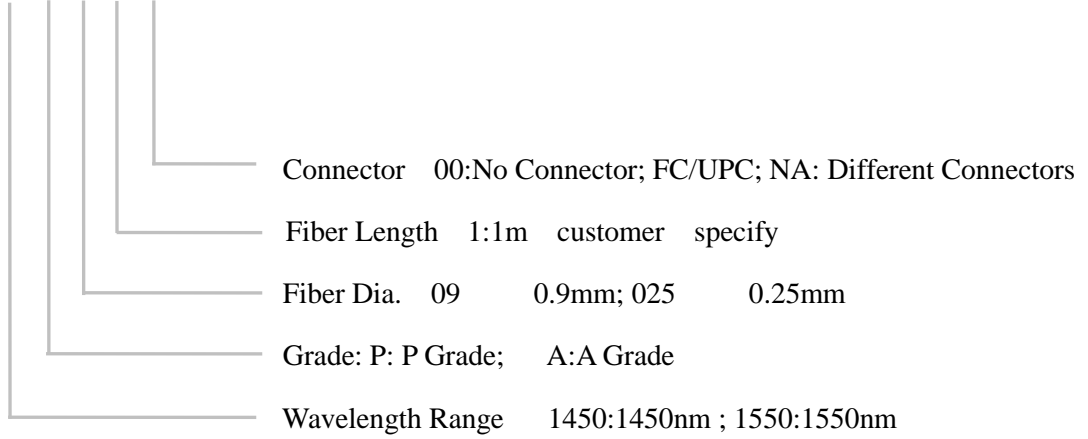 Connector 00:No Connector; FC/UPC; NA: Different Connectors
Fiber Length 1:1m customer specify
Fiber Dia. 09 0.9mm; 025 0.25mm
Grade: P: P Grade; A:A Grade
Wavelength Range 1450:1450nm ; 1550:1550nm